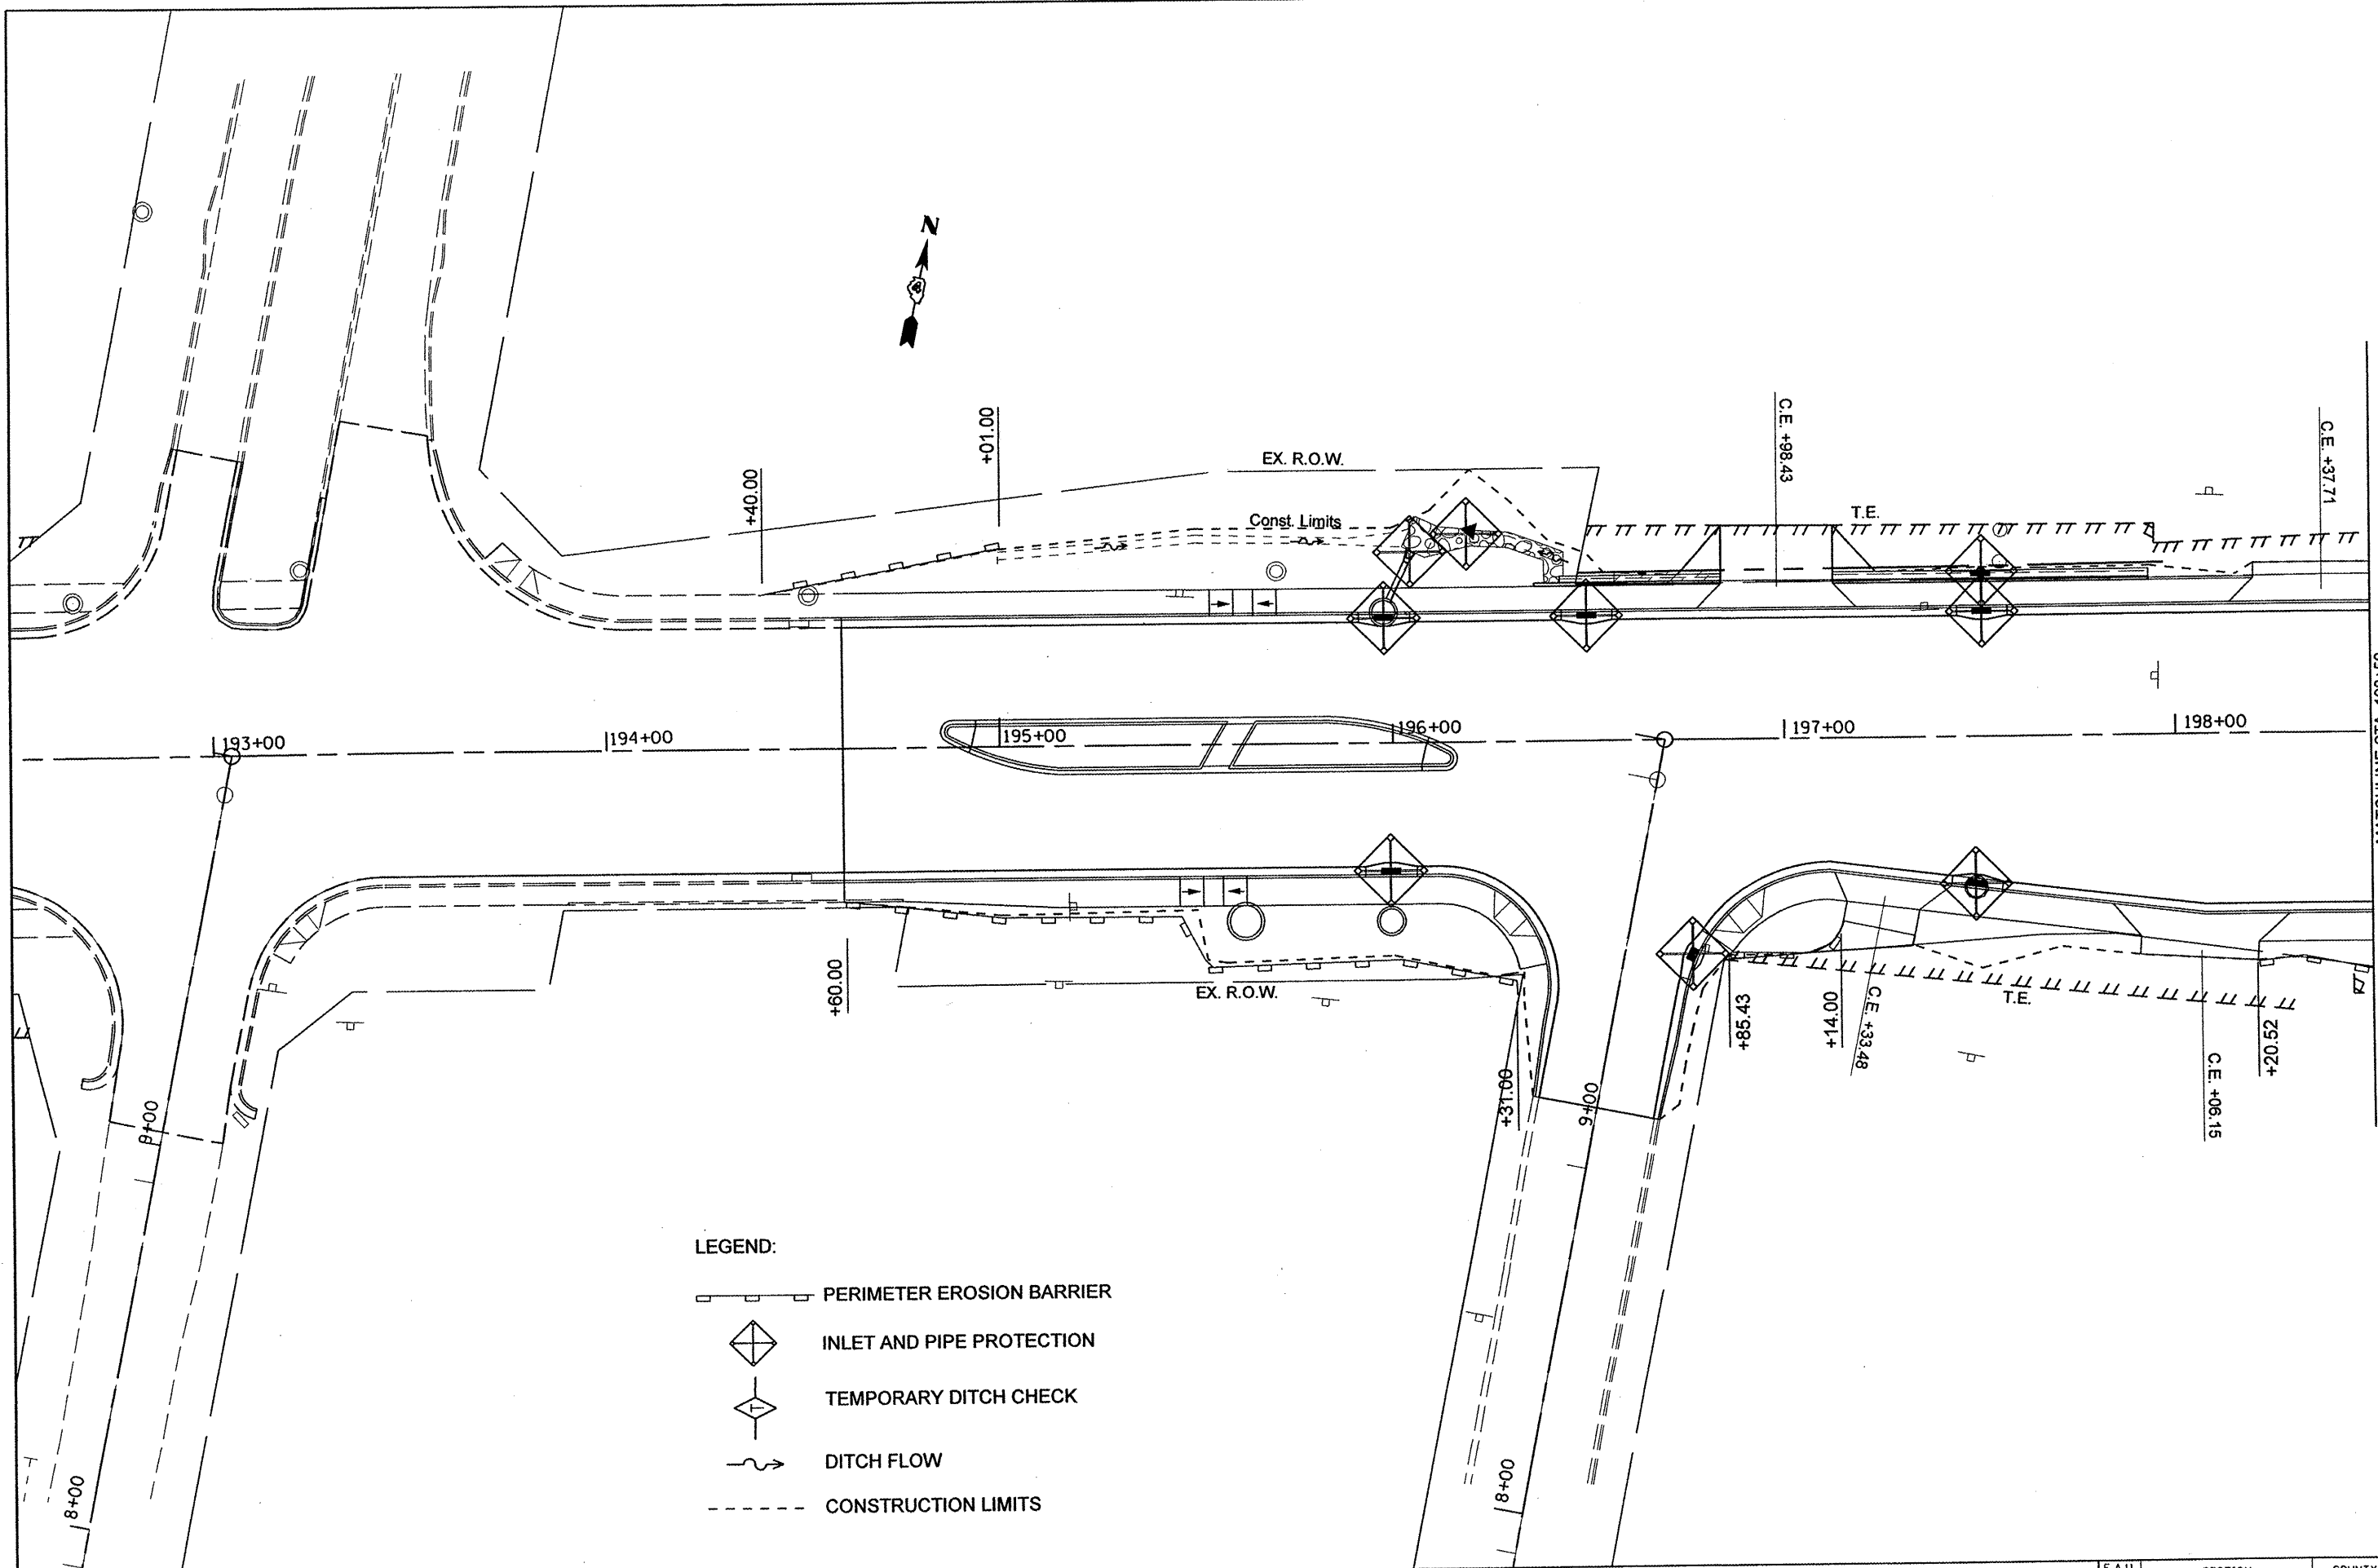 N
+01.00
+40.00
EX. R.O.W.
Const. Limits
C.E. +98.43
T.E.
C.E. +37.71
193+00
194+00
195+00
196+00
197+00
198+00
+60.00
EX. R.O.W.
+31.00
9+00
+85.43
+14.00
C.E. +33.48
T.E.
C.E. +06.15
+20.52
9+00
8+00
8+00
LEGEND:
PERIMETER EROSION BARRIER
INLET AND PIPE PROTECTION
T
TEMPORARY DITCH CHECK
DITCH FLOW
CONSTRUCTION LIMITS